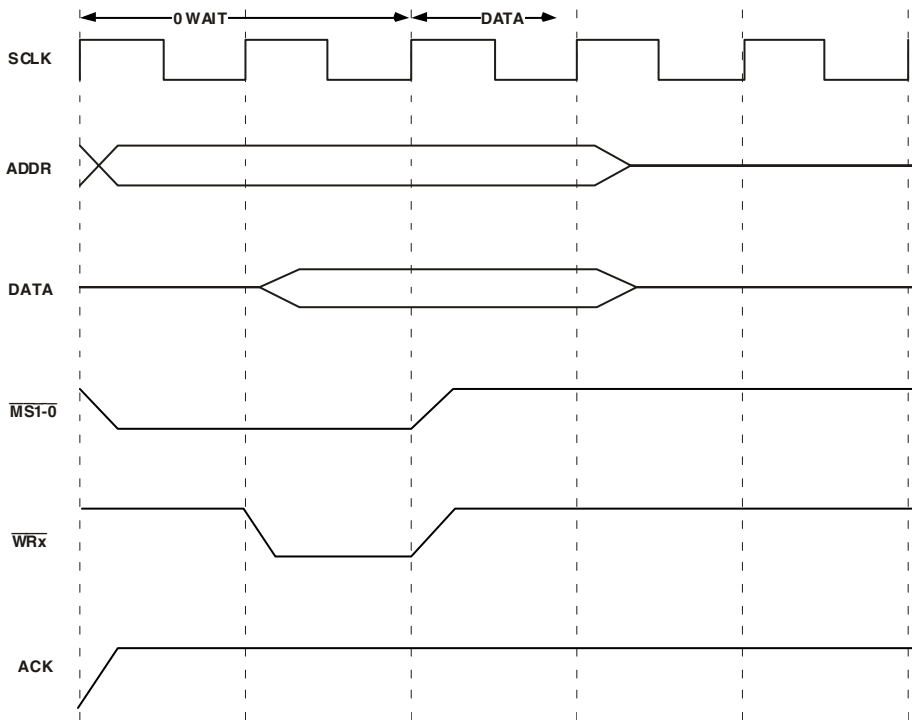 0 WAIT DATA
SCLK
ADDR
DATA
MS1-0
WRx
ACK